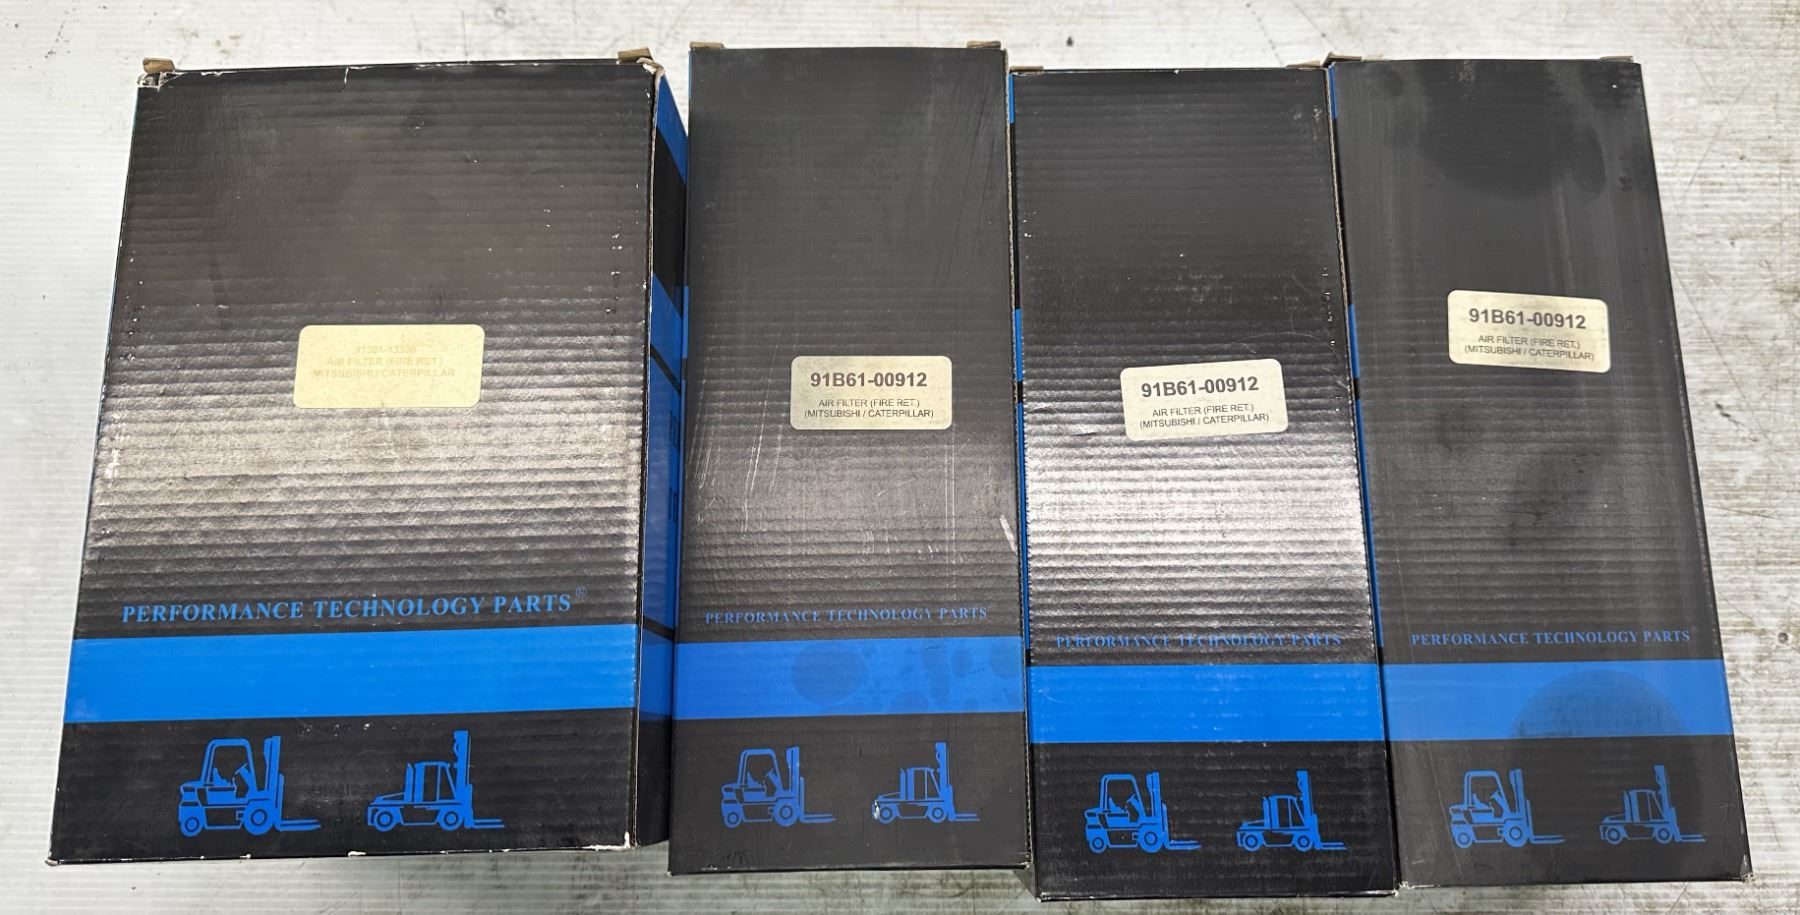 AIR FILTER (FIRE RET.)
MITSUBISHI / CATERPILLAR
PERFORMANCE TECHNOLOGY PARTS®
91B61-00912
AIR FILTER (FIRE RET.)
(MITSUBISHI / CATERPILLAR)
PERFORMANCE TECHNOLOGY PARTS
91B61-00912
AIR FILTER (FIRE RET.)
(MITSUBISHI / CATERPILLAR)
PERFORMANCE TECHNOLOGY PARTS
91B61-00912
AIR FILTER (FIRE RET.)
(MITSUBISHI / CATERPILLAR)
PERFORMANCE TECHNOLOGY PARTS